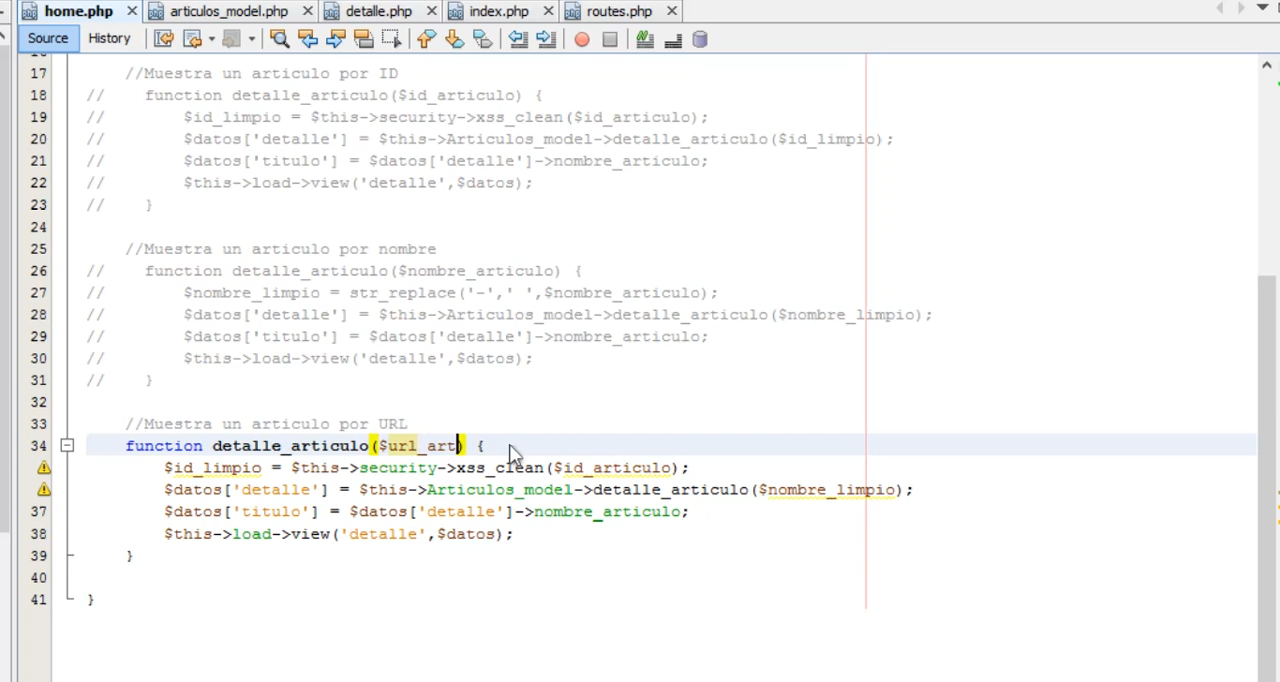 home.php articulos_model.php detalle.php index.php routes.php
Source History
17 //Muestra un articulo por ID
18 // function detalle_articulo($id_articulo) {
19 // $id_limpio = $this->security->xss_clean($id_articulo);
20 // $datos['detalle'] = $this->Articulos_model->detalle_articulo($id_limpio);
21 // $datos['titulo'] = $datos['detalle']->nombre_articulo;
22 // $this->load->view('detalle',$datos);
23 // }
24
25 //Muestra un articulo por nombre
26 // function detalle_articulo($nombre_articulo) {
27 // $nombre_limpio = str_replace('-',' ',$nombre_articulo);
28 // $datos['detalle'] = $this->Articulos_model->detalle_articulo($nombre_limpio);
29 // $datos['titulo'] = $datos['detalle']->nombre_articulo;
30 // $this->load->view('detalle',$datos);
31 // }
32
33 //Muestra un articulo por URL
34 function detalle_articulo($url_art) {
$id_limpio = $this->security->xss_clean($id_articulo);
$datos['detalle'] = $this->Articulos_model->detalle_articulo($nombre_limpio);
37 $datos['titulo'] = $datos['detalle']->nombre_articulo;
38 $this->load->view('detalle',$datos);
39 }
40
41 }